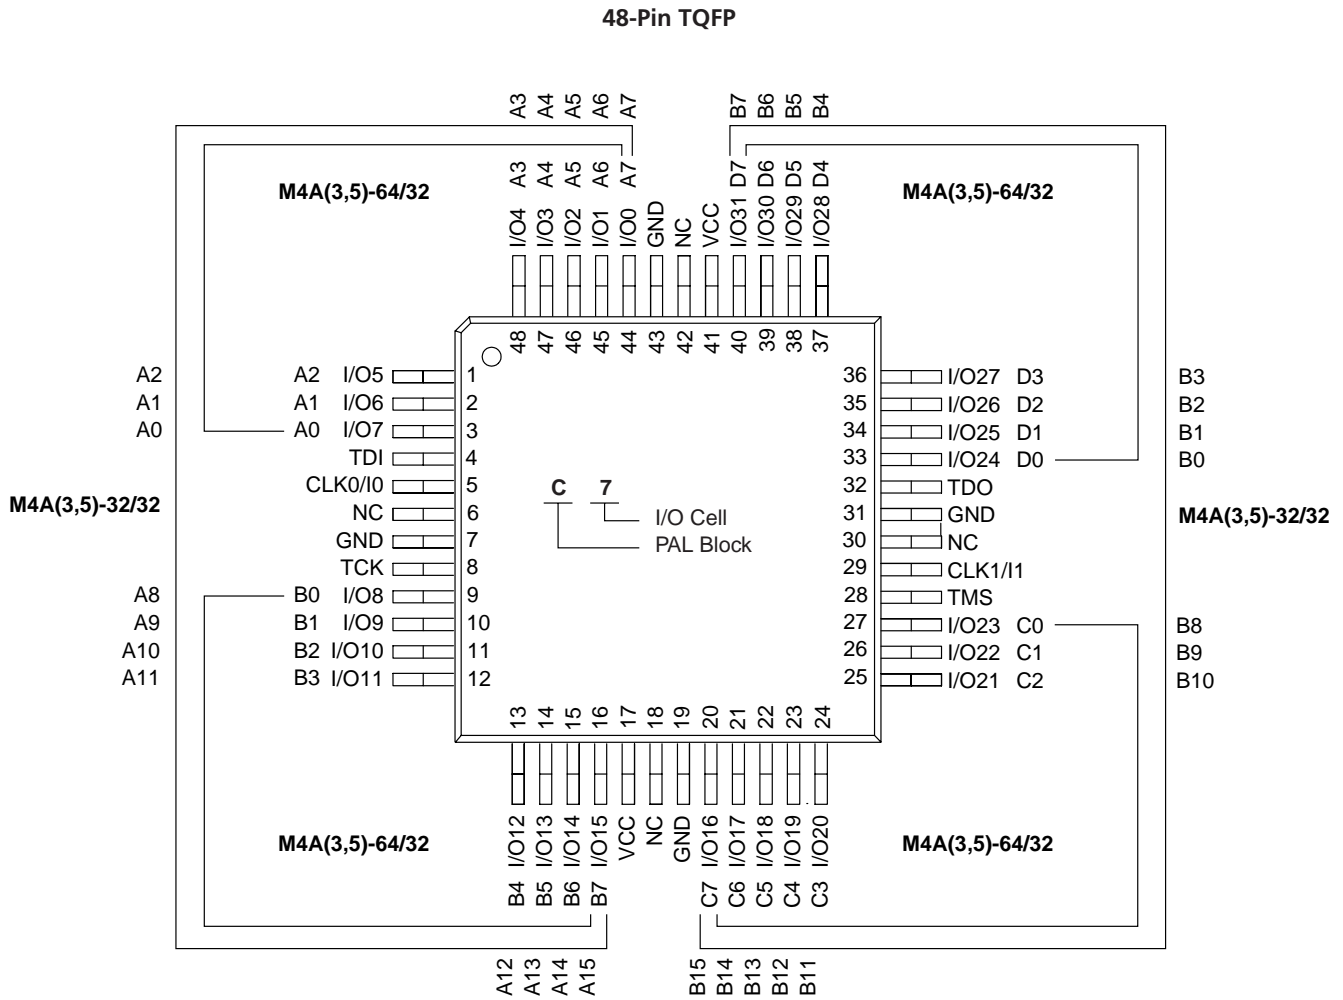 48-Pin TQFP
A3 A4 A5 A6 A7 B7 B6 B5 B4
A3 A4 A5 A6 A7 D7 D6 D5 D4
M4A(3,5)-64/32 M4A(3,5)-64/32
I/O4 I/O3 I/O2 I/O1 I/O0 GND NC VCC I/O31 I/O30 I/O29 I/O28
48 47 46 45 44 43 42 41 40 39 38 37
A2 A2 I/O5 1 36 I/O27 D3 B3
A1 A1 I/O6 2 35 I/O26 D2 B2
A0 A0 I/O7 3 34 I/O25 D1 B1
TDI 4 33 I/O24 D0 B0
CLK0/I0 5 32 TDO
M4A(3,5)-32/32 M4A(3,5)-32/32
NC 6 31 GND
GND 7 30 NC
TCK 8 29 CLK1/I1
C 7
I/O Cell
PAL Block
A8 B0 I/O8 9 28 TMS
A9 B1 I/O9 10 27 I/O23 C0 B8
A10 B2 I/O10 11 26 I/O22 C1 B9
A11 B3 I/O11 12 25 I/O21 C2 B10
13 14 15 16 17 18 19 20 21 22 23 24
I/O12 I/O13 I/O14 I/O15 VCC NC GND I/O16 I/O17 I/O18 I/O19 I/O20
M4A(3,5)-64/32 M4A(3,5)-64/32
B4 B5 B6 B7 C7 C6 C5 C4 C3
A12 A13 A14 A15 B15 B14 B13 B12 B11